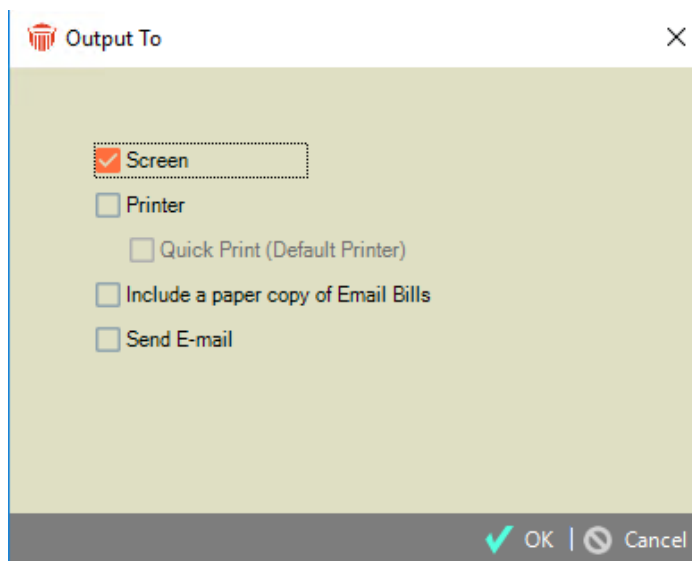 Output To
Screen
Printer
Quick Print (Default Printer)
Include a paper copy of Email Bills
Send E-mail
OK | Cancel